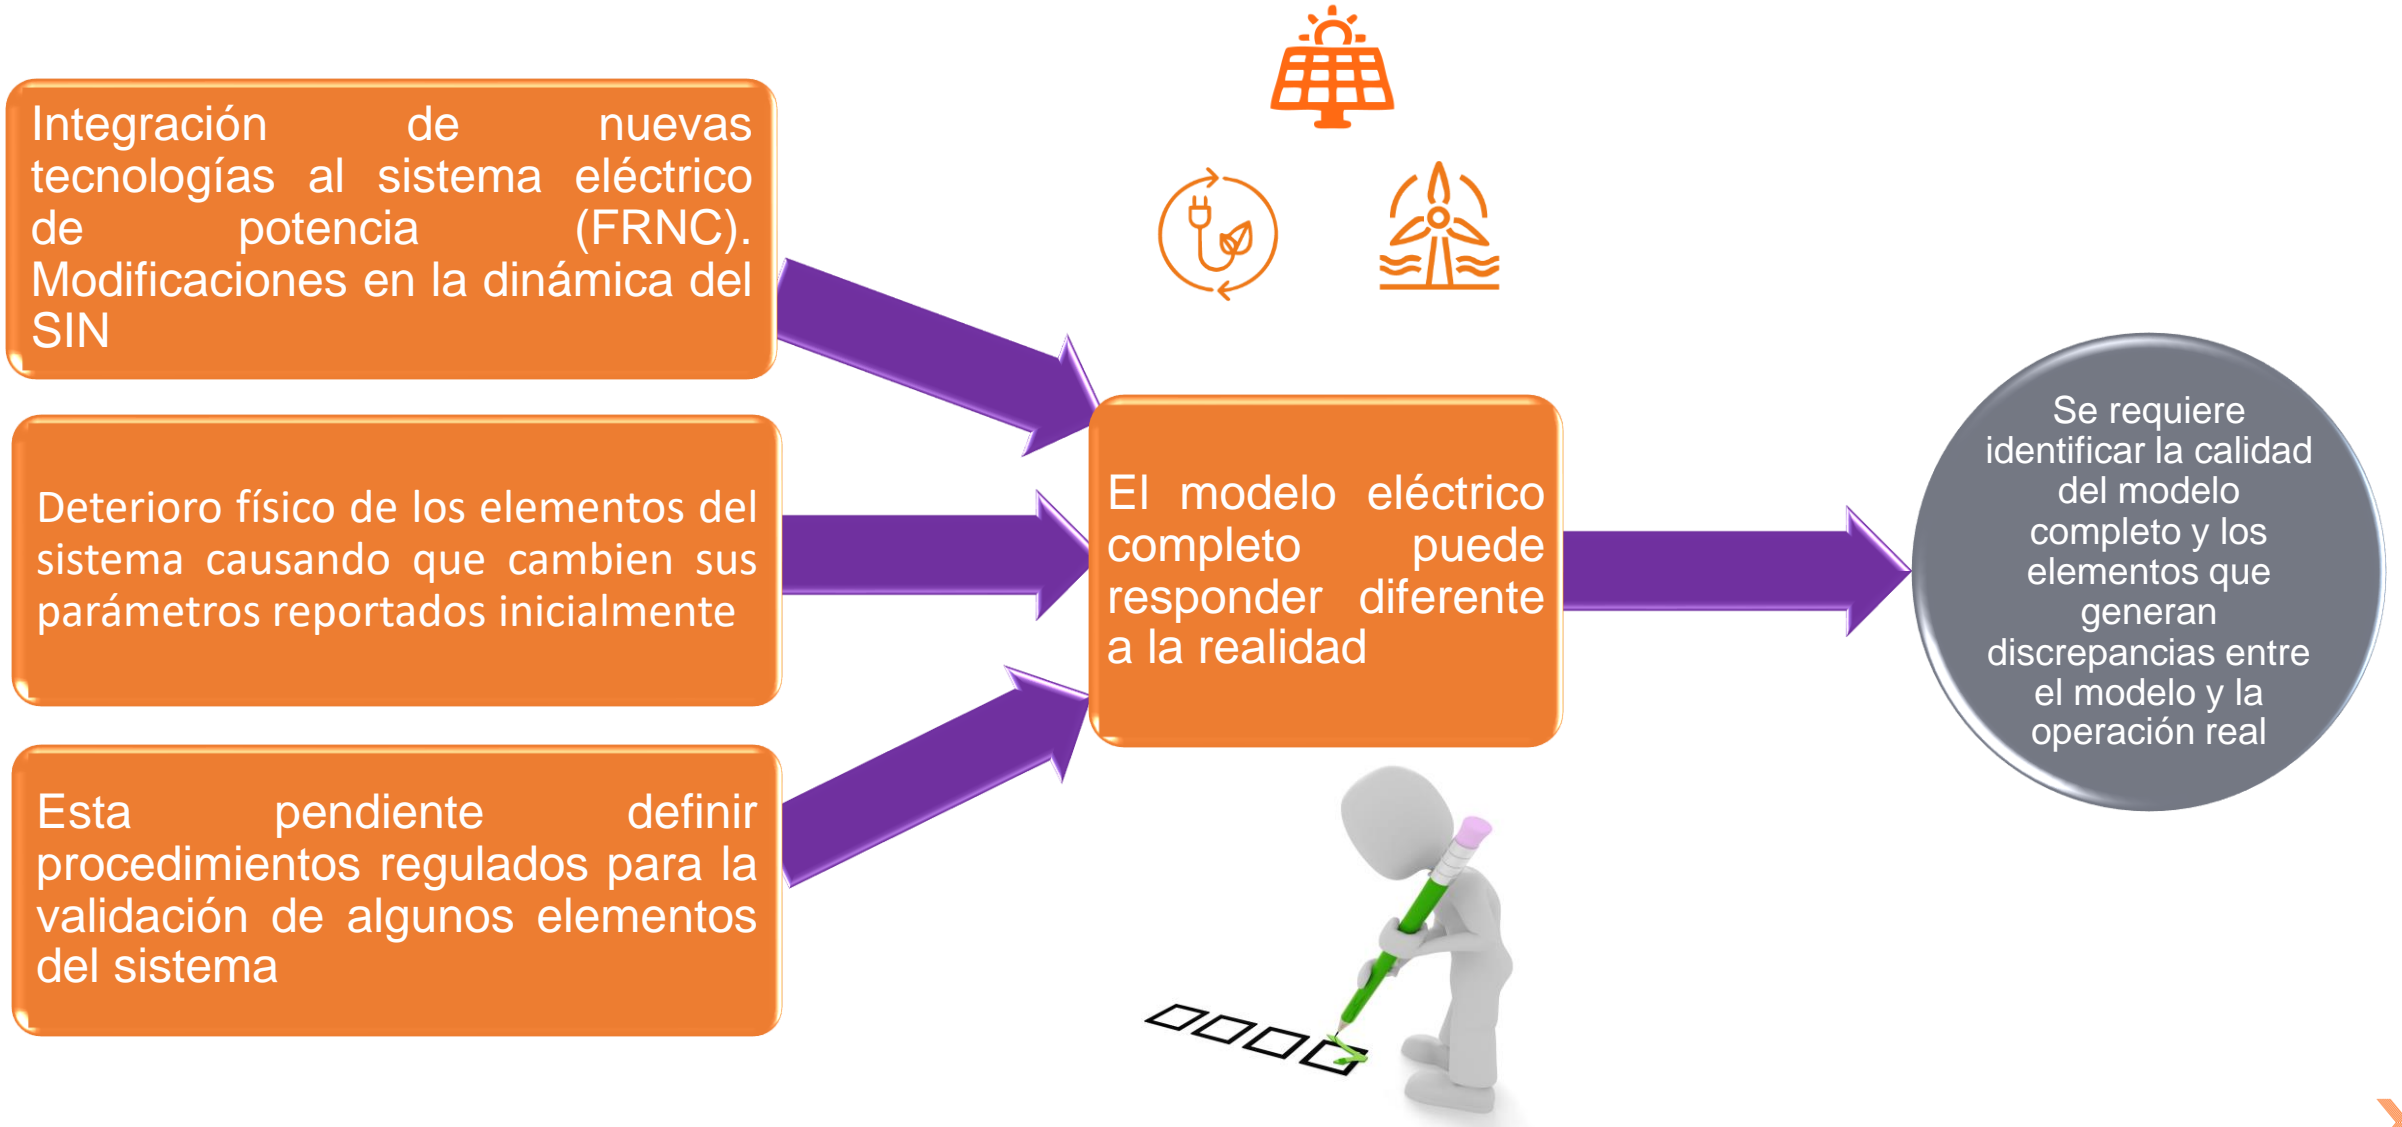 Integración de nuevas
tecnologías al sistema eléctrico
de potencia (FRNC).
Modificaciones en la dinámica del
SIN
Deterioro físico de los elementos del
sistema causando que cambien sus
parámetros reportados inicialmente
Esta pendiente definir
procedimientos regulados para la
validación de algunos elementos
del sistema
El modelo eléctrico
completo puede
responder diferente
a la realidad
Se requiere
identificar la calidad
del modelo
completo y los
elementos que
generan
discrepancias entre
el modelo y la
operación real